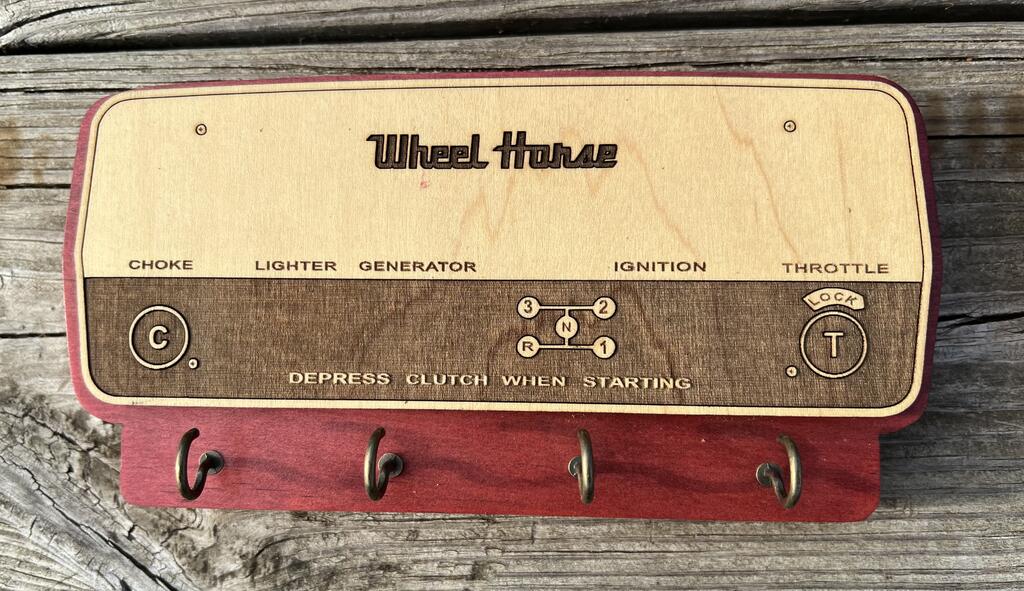 Wheel Horse
CHOKE LIGHTER GENERATOR IGNITION THROTTLE
LOCK
3 2
C N T
R 1
DEPRESS CLUTCH WHEN STARTING